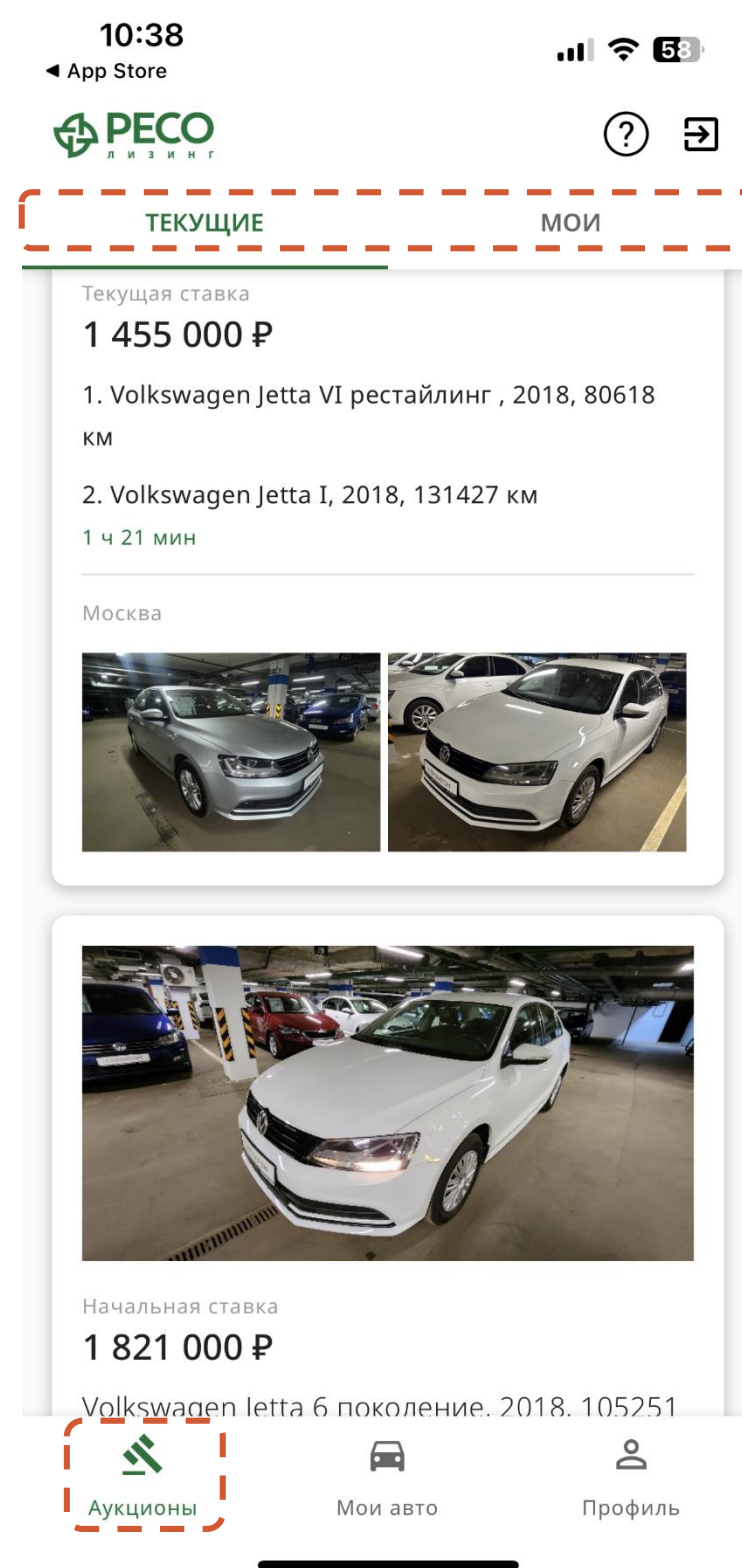 10:38
58
◀ App Store
РЕСО
ЛИЗИНГ
?
ТЕКУЩИЕ
МОИ
Текущая ставка
1 455 000 ₽
1. Volkswagen Jetta VI рестайлинг , 2018, 80618
км
2. Volkswagen Jetta I, 2018, 131427 км
1 ч 21 мин
Москва
Начальная ставка
1 821 000 ₽
Volkswagen Jetta 6 поколение, 2018, 105251
Аукционы
Мои авто
Профиль